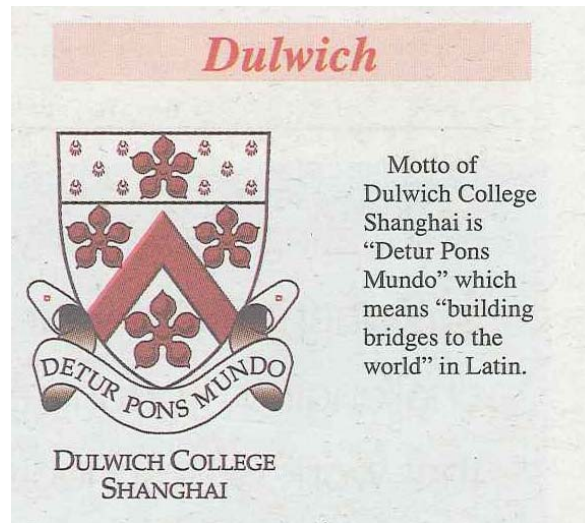 Dulwich
DETUR PONS MUNDO
DULWICH COLLEGE
SHANGHAI
Motto of
Dulwich College
Shanghai is
“Detur Pons
Mundo” which
means “building
bridges to the
world” in Latin.